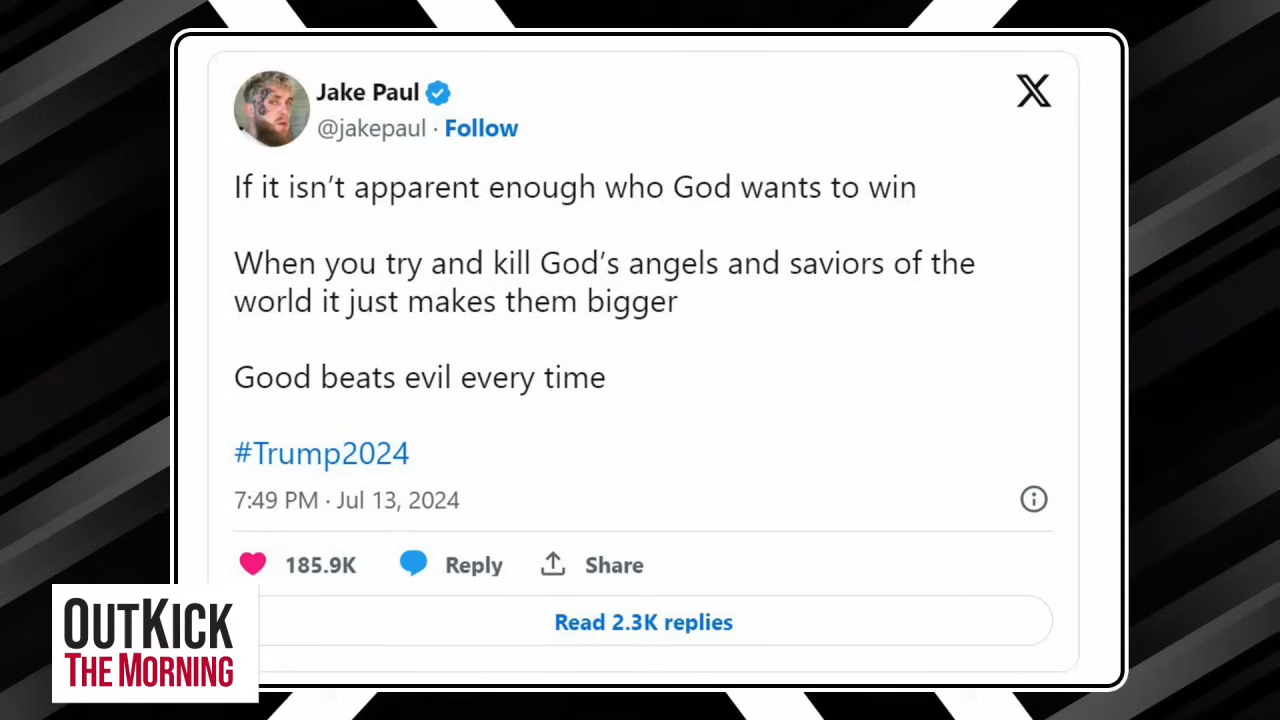 Jake Paul
@jakepaul · Follow
If it isn’t apparent enough who God wants to win
When you try and kill God’s angels and saviors of the
world it just makes them bigger
Good beats evil every time
#Trump2024
7:49 PM · Jul 13, 2024
185.9K Reply Share
Read 2.3K replies
OUTKICK
THE MORNING